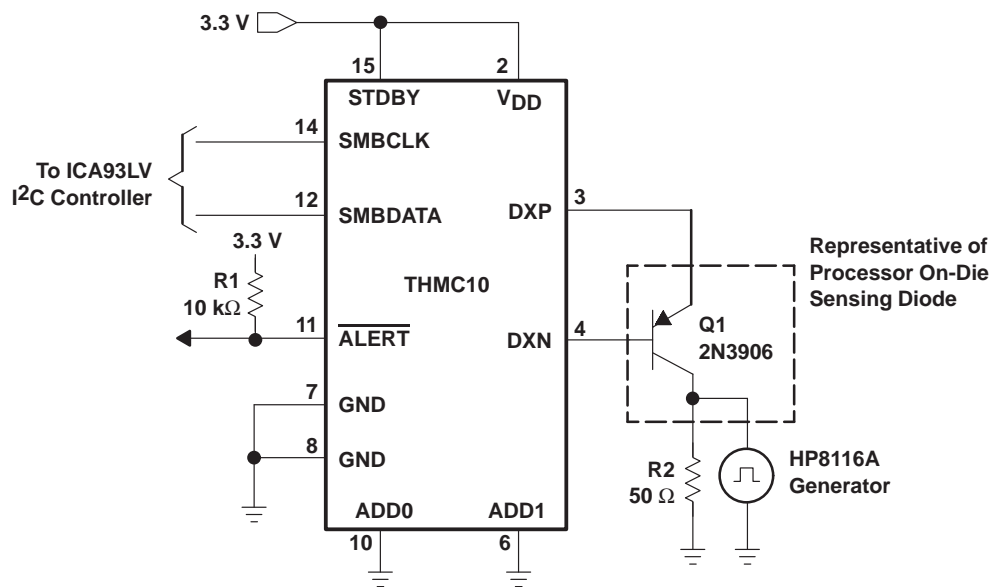 3.3 V
15
2
STDBY
VDD
14
SMBCLK
To ICA93LV
I2C Controller
12
SMBDATA
DXP
3
3.3 V
R1
10 kΩ
THMC10
Representative of
Processor On-Die
Sensing Diode
11
ALERT
DXN
4
Q1
2N3906
7
GND
8
GND
R2
50 Ω
HP8116A
Generator
ADD0
ADD1
10
6